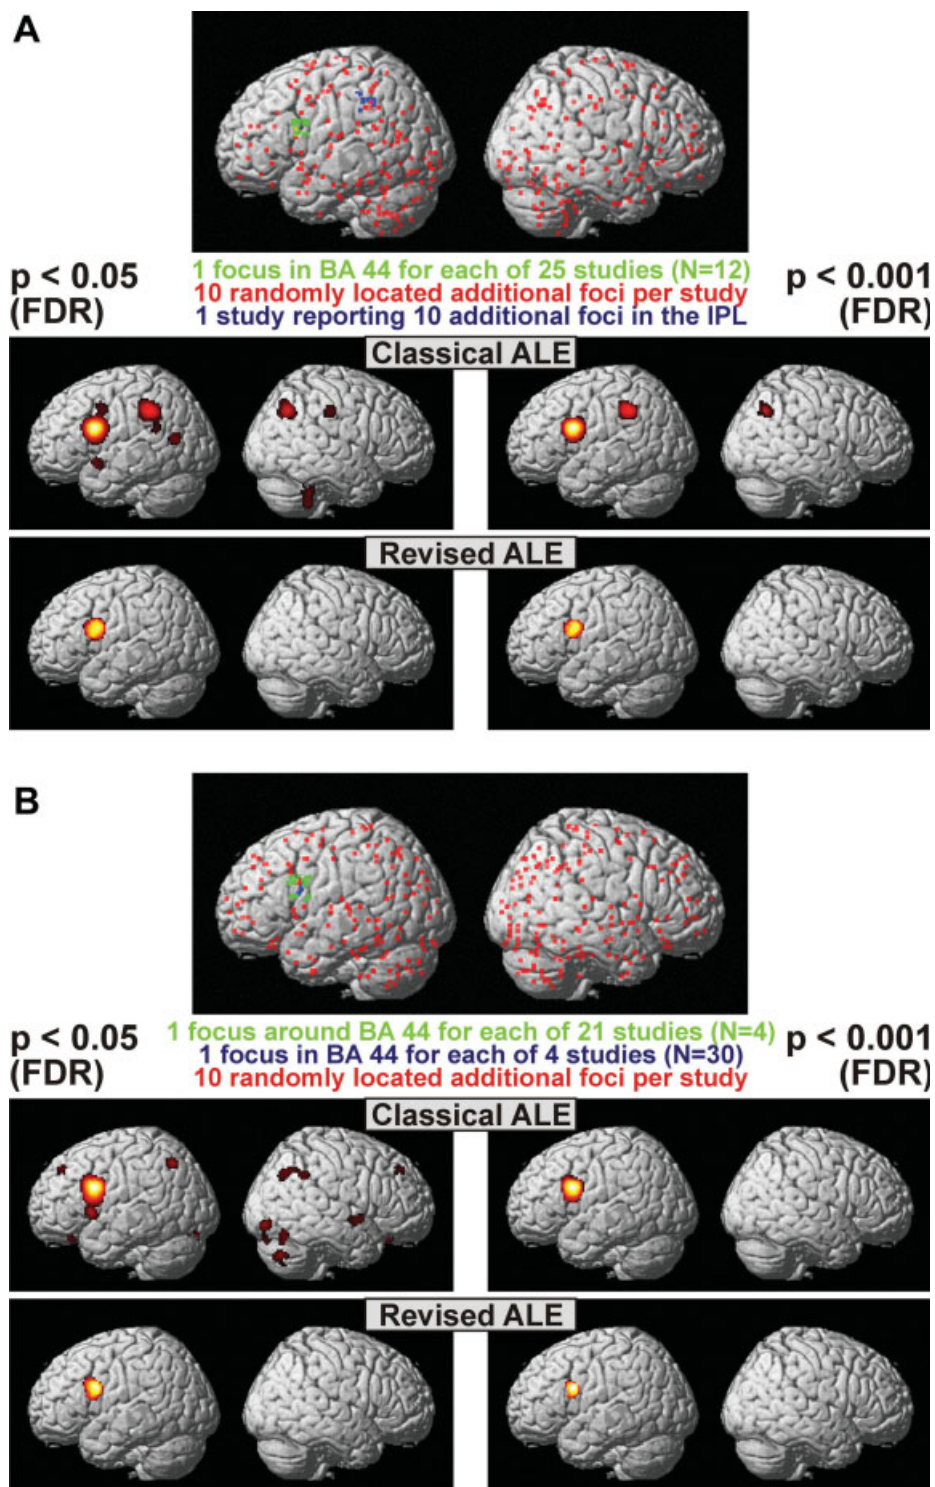 A
p < 0.05
(FDR)
1 focus in BA 44 for each of 25 studies (N=12)
10 randomly located additional foci per study
1 study reporting 10 additional foci in the IPL
p < 0.001
(FDR)
Classical ALE
Revised ALE
B
p < 0.05
(FDR)
1 focus around BA 44 for each of 21 studies (N=4)
1 focus in BA 44 for each of 4 studies (N=30)
10 randomly located additional foci per study
p < 0.001
(FDR)
Classical ALE
Revised ALE